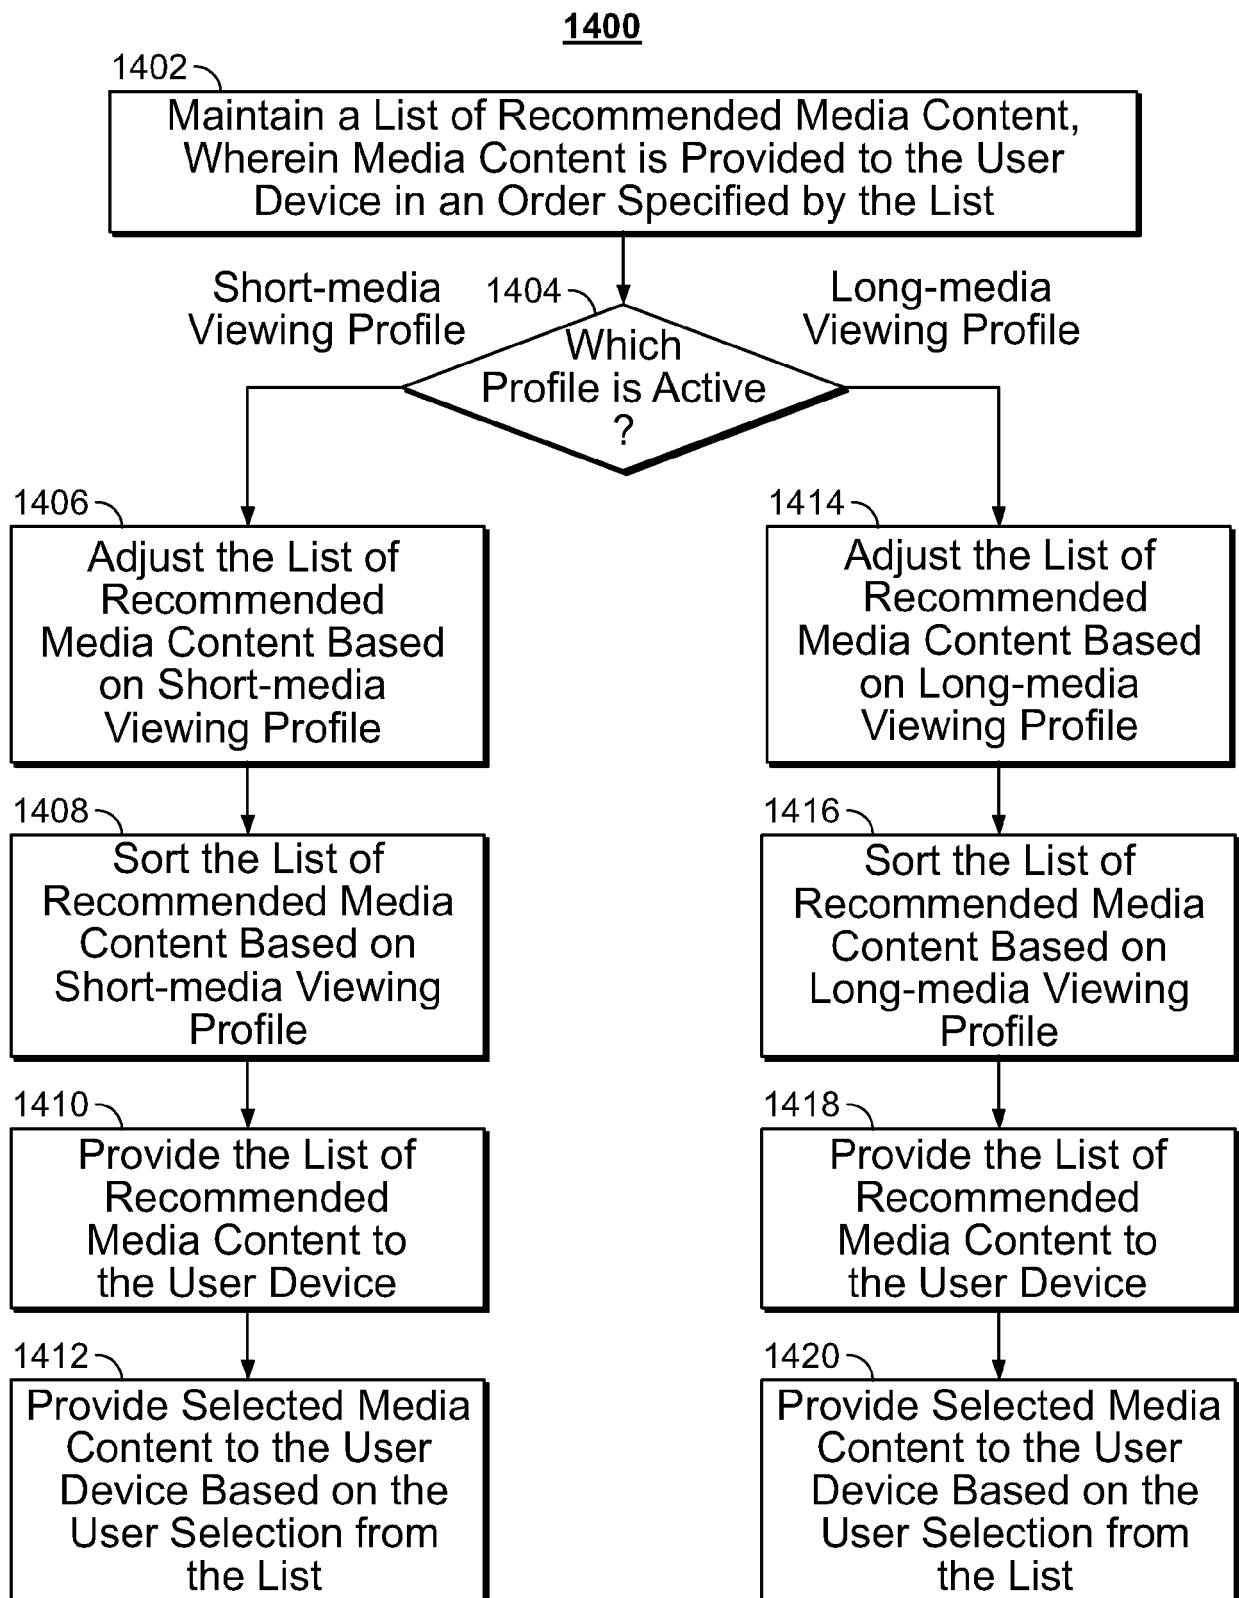 1400
1402
Maintain a List of Recommended Media Content,
Wherein Media Content is Provided to the User
Device in an Order Specified by the List
Short-media
Viewing Profile
1404
Long-media
Viewing Profile
Which
Profile is Active
?
1406
Adjust the List of
Recommended
Media Content Based
on Short-media
Viewing Profile
1414
Adjust the List of
Recommended
Media Content Based
on Long-media
Viewing Profile
1408
Sort the List of
Recommended Media
Content Based on
Short-media Viewing
Profile
1416
Sort the List of
Recommended Media
Content Based on
Long-media Viewing
Profile
1410
Provide the List of
Recommended
Media Content to
the User Device
1418
Provide the List of
Recommended
Media Content to
the User Device
1412
Provide Selected Media
Content to the User
Device Based on the
User Selection from
the List
1420
Provide Selected Media
Content to the User
Device Based on the
User Selection from
the List